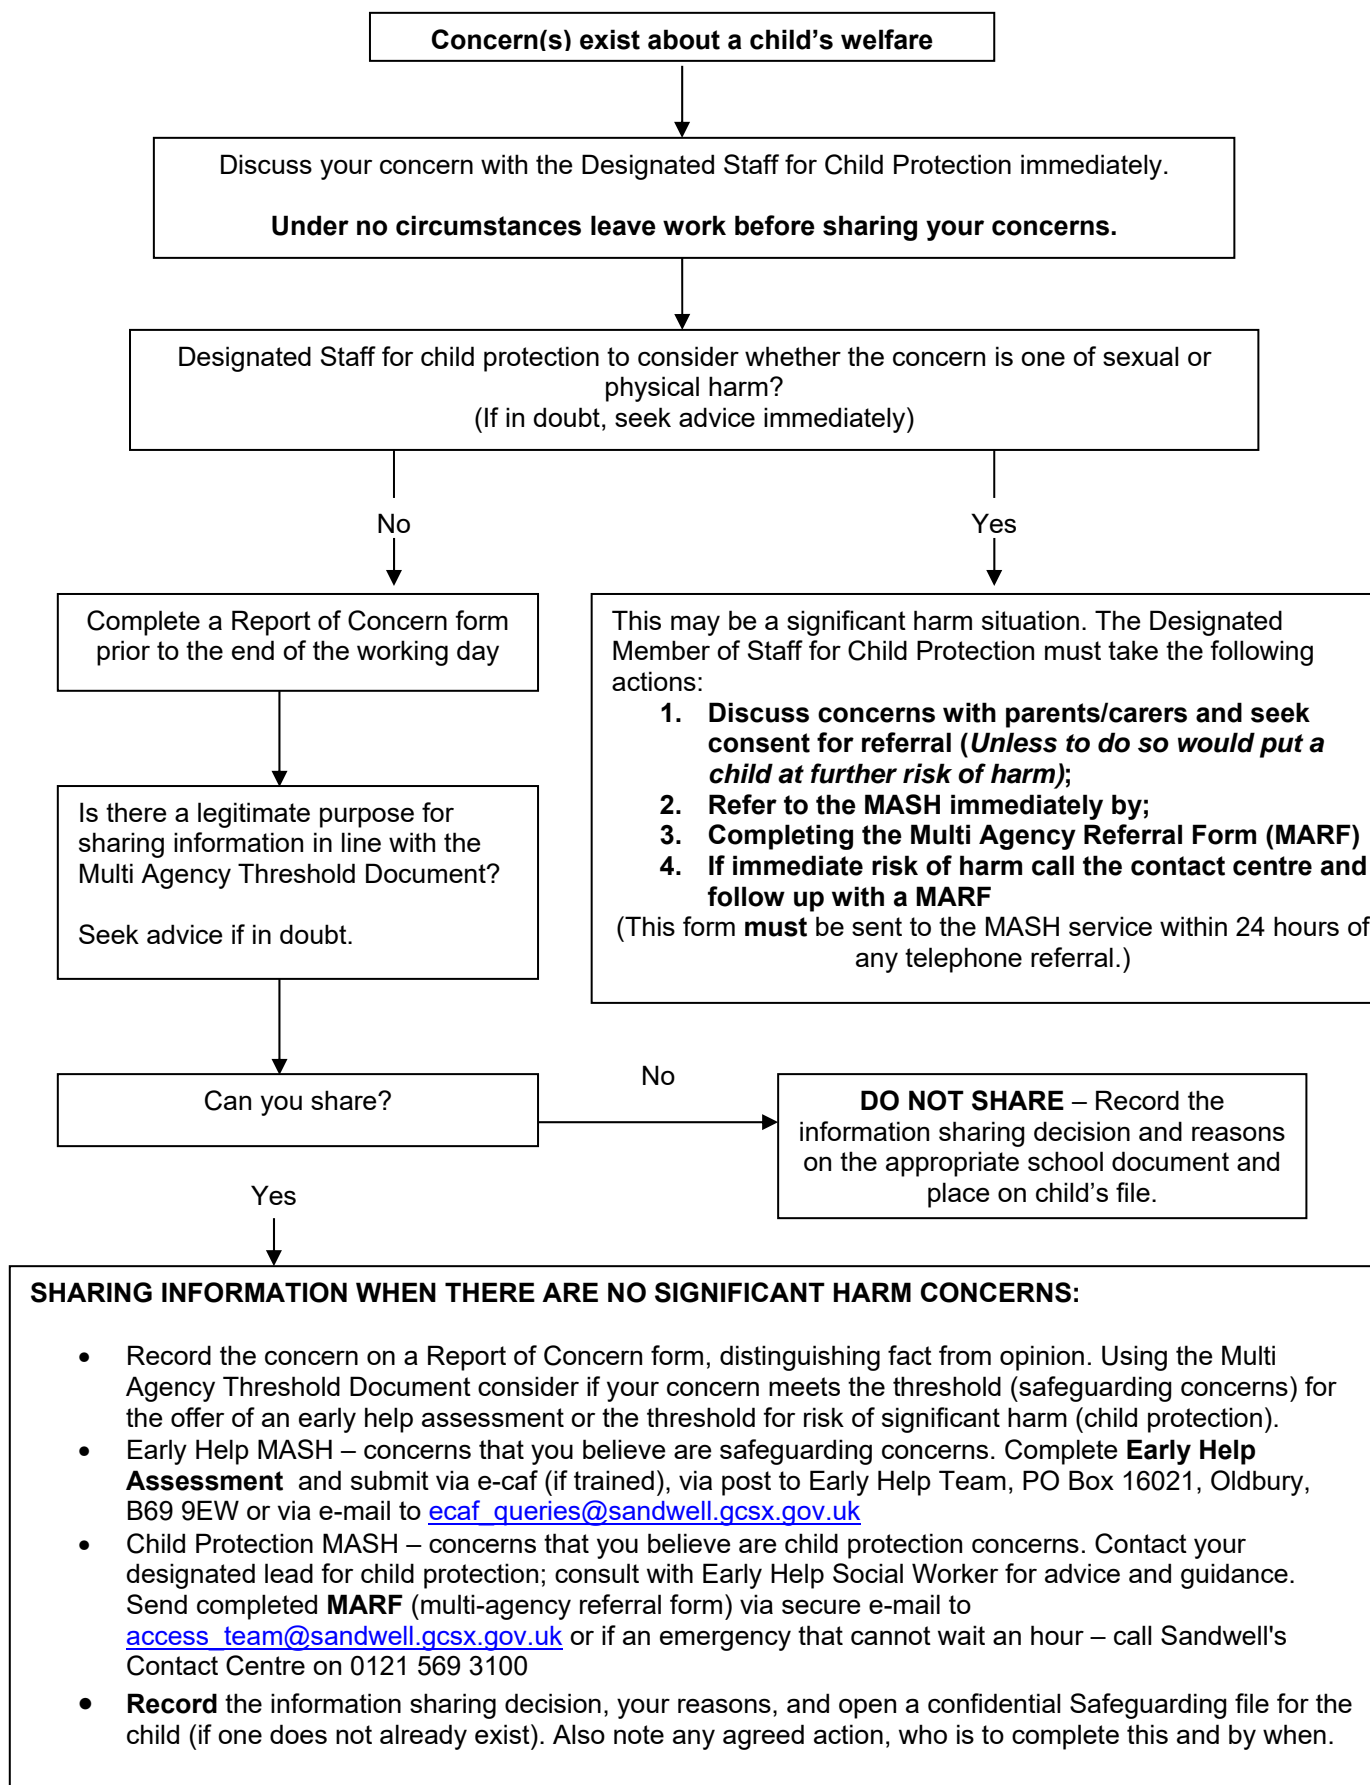 Concern(s) exist about a child's welfare
Discuss your concern with the Designated Staff for Child Protection immediately.
Under no circumstances leave work before sharing your concerns.
Designated Staff for child protection to consider whether the concern is one of sexual or
physical harm?
(If in doubt, seek advice immediately)
No
Yes
Complete a Report of Concern form
prior to the end of the working day
This may be a significant harm situation. The Designated
Member of Staff for Child Protection must take the following
actions:
1. Discuss concerns with parents/carers and seek
consent for referral (Unless to do so would put a
child at further risk of harm);
2. Refer to the MASH immediately by;
3. Completing the Multi Agency Referral Form (MARF)
4. If immediate risk of harm call the contact centre and
follow up with a MARF
(This form must be sent to the MASH service within 24 hours of
any telephone referral.)
Is there a legitimate purpose for
sharing information in line with the
Multi Agency Threshold Document?
Seek advice if in doubt.
Can you share?
No
DO NOT SHARE – Record the
information sharing decision and reasons
on the appropriate school document and
place on child's file.
Yes
SHARING INFORMATION WHEN THERE ARE NO SIGNIFICANT HARM CONCERNS:
• Record the concern on a Report of Concern form, distinguishing fact from opinion. Using the Multi
Agency Threshold Document consider if your concern meets the threshold (safeguarding concerns) for
the offer of an early help assessment or the threshold for risk of significant harm (child protection).
• Early Help MASH – concerns that you believe are safeguarding concerns. Complete Early Help
Assessment and submit via e-caf (if trained), via post to Early Help Team, PO Box 16021, Oldbury,
B69 9EW or via e-mail to ecaf_queries@sandwell.gcsx.gov.uk
• Child Protection MASH – concerns that you believe are child protection concerns. Contact your
designated lead for child protection; consult with Early Help Social Worker for advice and guidance.
Send completed MARF (multi-agency referral form) via secure e-mail to
access_team@sandwell.gcsx.gov.uk or if an emergency that cannot wait an hour – call Sandwell's
Contact Centre on 0121 569 3100
• Record the information sharing decision, your reasons, and open a confidential Safeguarding file for the
child (if one does not already exist). Also note any agreed action, who is to complete this and by when.